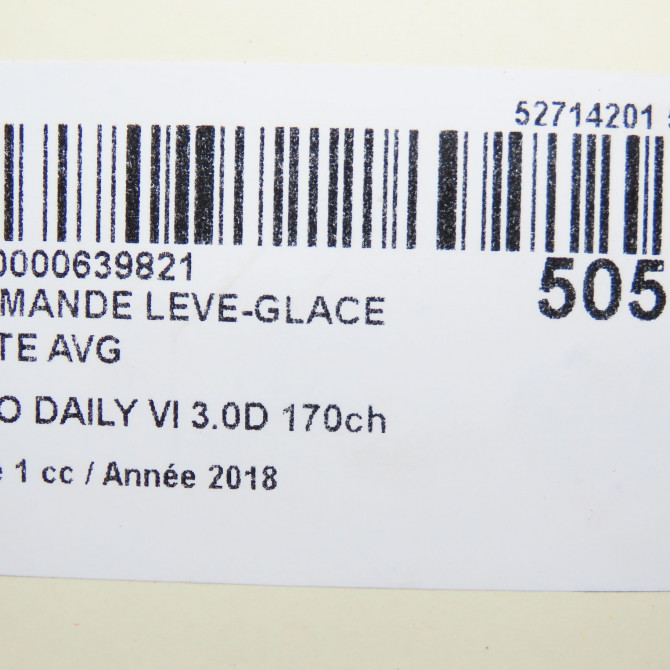 52714201
0000639821
505
MANDE LEVE-GLACE
TE AVG
O DAILY VI 3.0D 170ch
e 1 cc / Année 2018